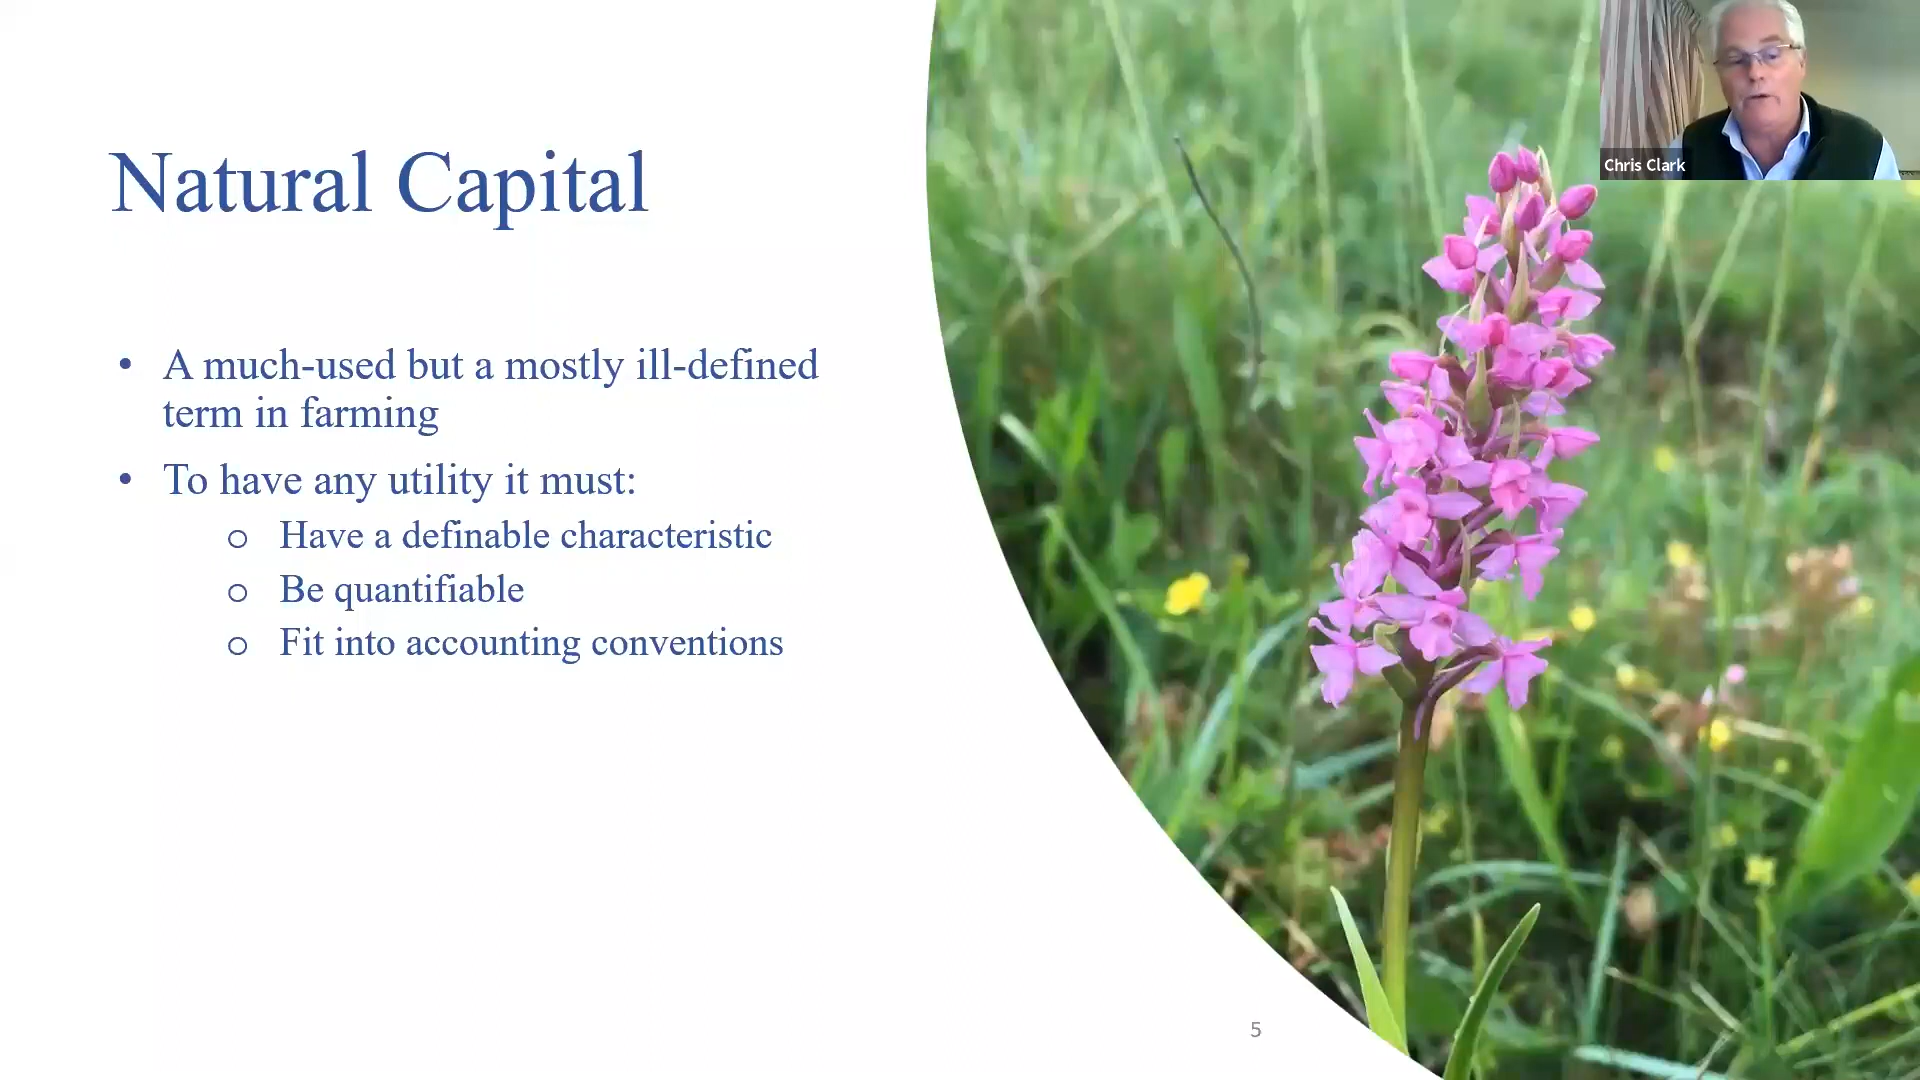 Natural Capital
• A much-used but a mostly ill-defined
term in farming
• To have any utility it must:
o Have a definable characteristic
o Be quantifiable
o Fit into accounting conventions
Chris Clark
5